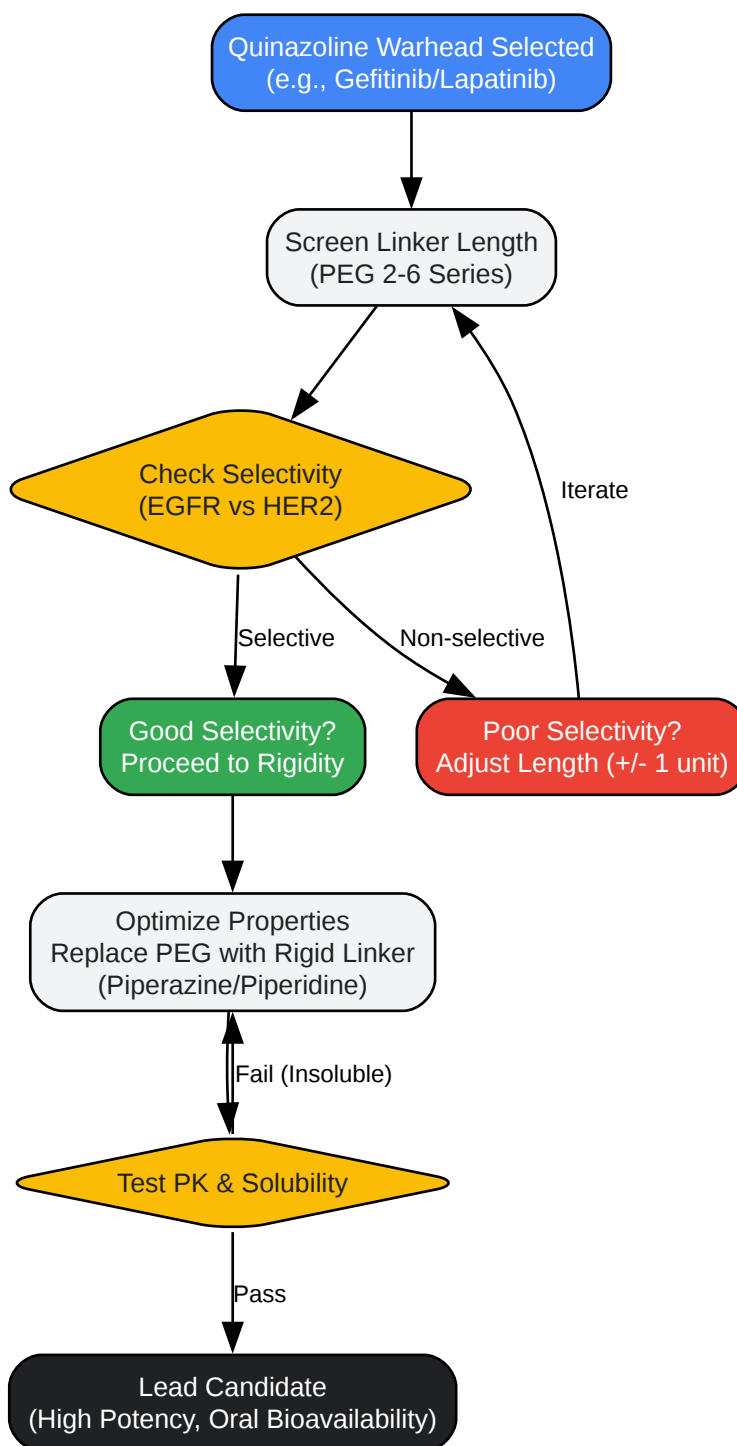 Quinazoline Warhead Selected
(e.g., Gefitinib/Lapatinib)
Screen Linker Length
(PEG 2-6 Series)
Check Selectivity
(EGFR vs HER2)
Iterate
Selective
Non-selective
Good Selectivity?
Proceed to Rigidity
Poor Selectivity?
Adjust Length (+/- 1 unit)
Optimize Properties
Replace PEG with Rigid Linker
(Piperazine/Piperidine)
Fail (Insoluble)
Test PK & Solubility
Pass
Lead Candidate
(High Potency, Oral Bioavailability)